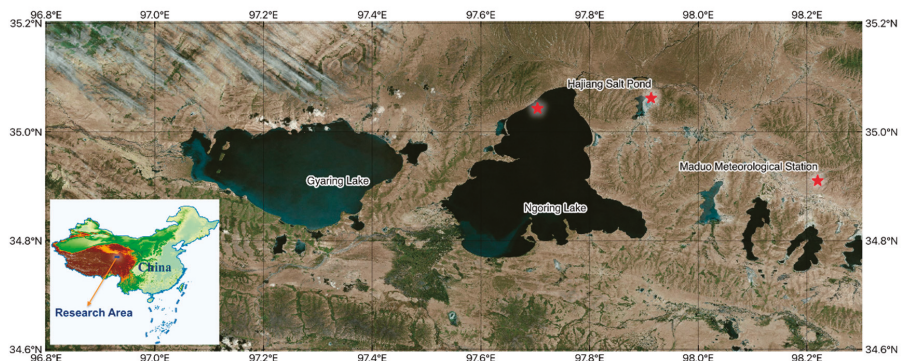 96.8°E 97.0°E 97.2°E 97.4°E 97.6°E 97.8°E 98.0°E 98.2°E
35.2°N 35.2°N
Hajiang Salt Pond
35.0°N 35.0°N
Maduo Meteorological Station
Gyaring Lake
Ngoring Lake
34.8°N 34.8°N
China
Research Area
34.6°N 34.6°N
96.8°E 97.0°E 97.2°E 97.4°E 97.6°E 97.8°E 98.0°E 98.2°E